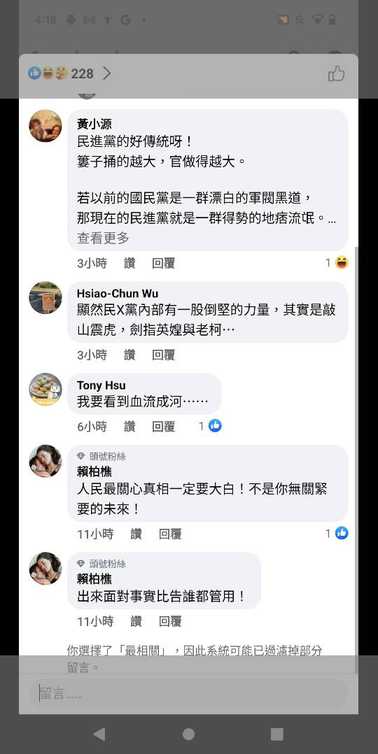 4:18
228
黃小源
民進黨的好傳統呀！
簍子捅的越大，官做得越大。
若以前的國民黨是一群漂白的軍閥黑道，
那現在的民進黨就是一群得勢的地痞流氓。...
查看更多
3小時 讚 回覆 1
Hsiao-Chun Wu
顯然民X黨內部有一股倒堅的力量，其實是敲
山震虎，劍指英媓與老柯⋯
3小時 讚 回覆
Tony Hsu
我要看到血流成河⋯⋯
6小時 讚 回覆 1
頭號粉絲
賴柏樵
人民最關心真相一定要大白！不是你無關緊
要的未來！
11小時 讚 回覆 1
頭號粉絲
賴柏樵
出來面對事實比告誰都管用！
11小時 讚 回覆
你選擇了「最相關」，因此系統可能已過濾掉部分
留言。
留言......